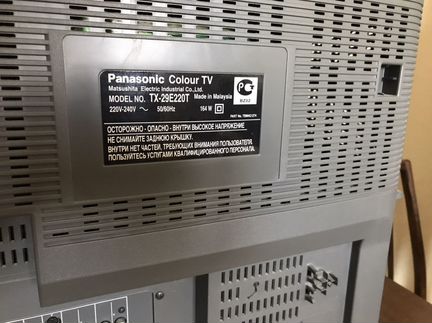 Panasonic Colour TV
Matsushita Electric Industrial Co., Ltd.
MODEL NO. TX-29E220T Made in Malaysia
220V-240V ~ 50/60Hz 164 W
ОСТОРОЖНО - ОПАСНО - ВНУТРИ ВЫСОКОЕ НАПРЯЖЕНИЕ
НЕ СНИМАЙТЕ ЗАДНЮЮ КРЫШКУ.
ВНУТРИ НЕТ ЧАСТЕЙ, ТРЕБУЮЩИХ ВНИМАНИЯ ПОЛЬЗОВАТЕЛЯ.
ПОЛЬЗУЙТЕСЬ УСЛУГАМИ КВАЛИФИЦИРОВАННОГО ПЕРСОНАЛА.